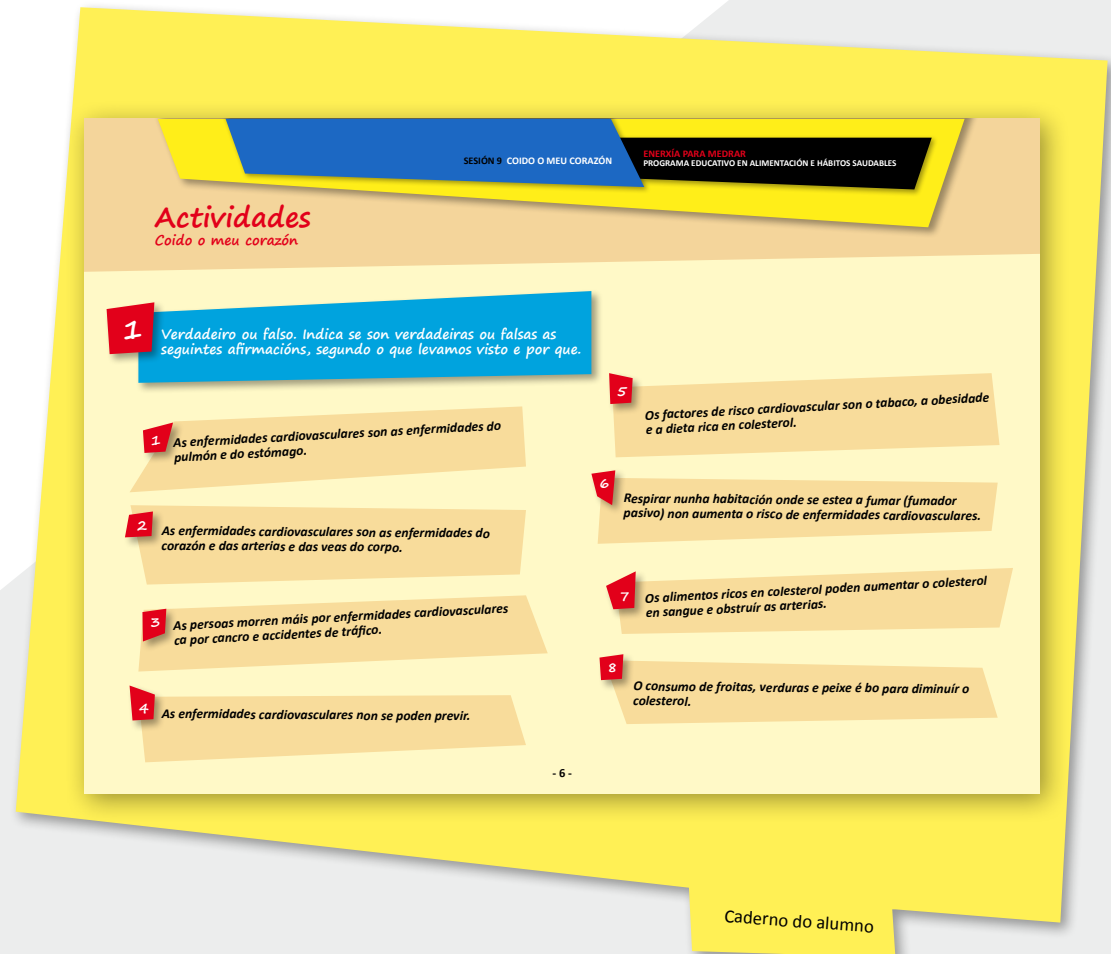 SESIÓN 9 COIDO O MEU CORAZÓN
ENERXÍA PARA MEDRAR
PROGRAMA EDUCATIVO EN ALIMENTACIÓN E HÁBITOS SAUDABLES
Actividades
Coido o meu corazón
1
Verdadeiro ou falso. Indica se son verdadeiras ou falsas as
seguintes afirmacións, segundo o que levamos visto e por que.
1
As enfermidades cardiovasculares son as enfermidades do
pulmón e do estómago.
2
As enfermidades cardiovasculares son as enfermidades do
corazón e das arterias e das veas do corpo.
3
As persoas morren máis por enfermidades cardiovasculares
ca por cancro e accidentes de tráfico.
4
As enfermidades cardiovasculares non se poden previr.
5
Os factores de risco cardiovascular son o tabaco, a obesidade
e a dieta rica en colesterol.
6
Respirar nunha habitación onde se estea a fumar (fumador
pasivo) non aumenta o risco de enfermidades cardiovasculares.
7
Os alimentos ricos en colesterol poden aumentar o colesterol
en sangue e obstruír as arterias.
8
O consumo de froitas, verduras e peixe é bo para diminuír o
colesterol.
- 6 -
Caderno do alumno